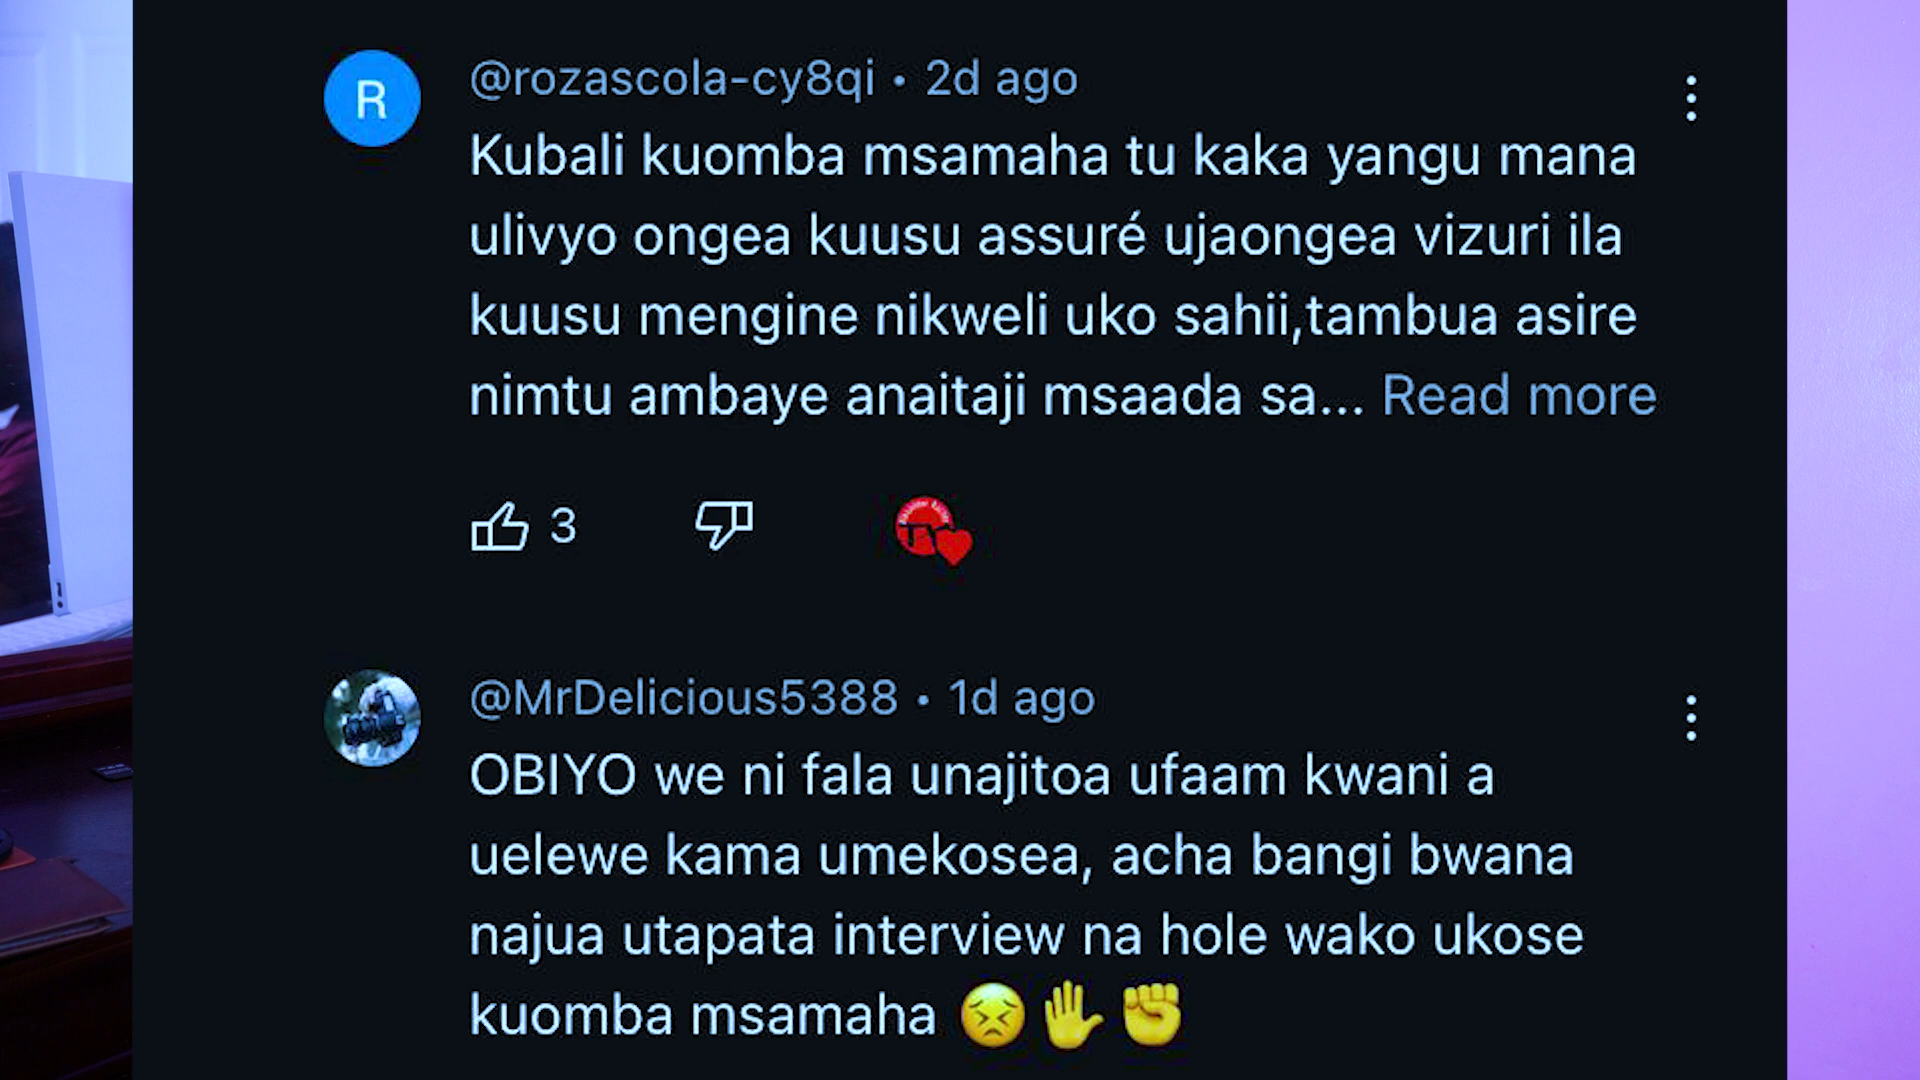 R
@rozascola-cy8qi • 2d ago
Kubali kuomba msamaha tu kaka yangu mana
ulivyo ongea kuusu assuré ujaongea vizuri ila
kuusu mengine nikweli uko sahii,tambua asire
nimtu ambaye anaitaji msaada sa... Read more
3
TV
@MrDelicious5388 • 1d ago
OBIYO we ni fala unajitoa ufaam kwani a
uelewe kama umekosea, acha bangi bwana
najua utapata interview na hole wako ukose
kuomba msamaha 😣✋✊